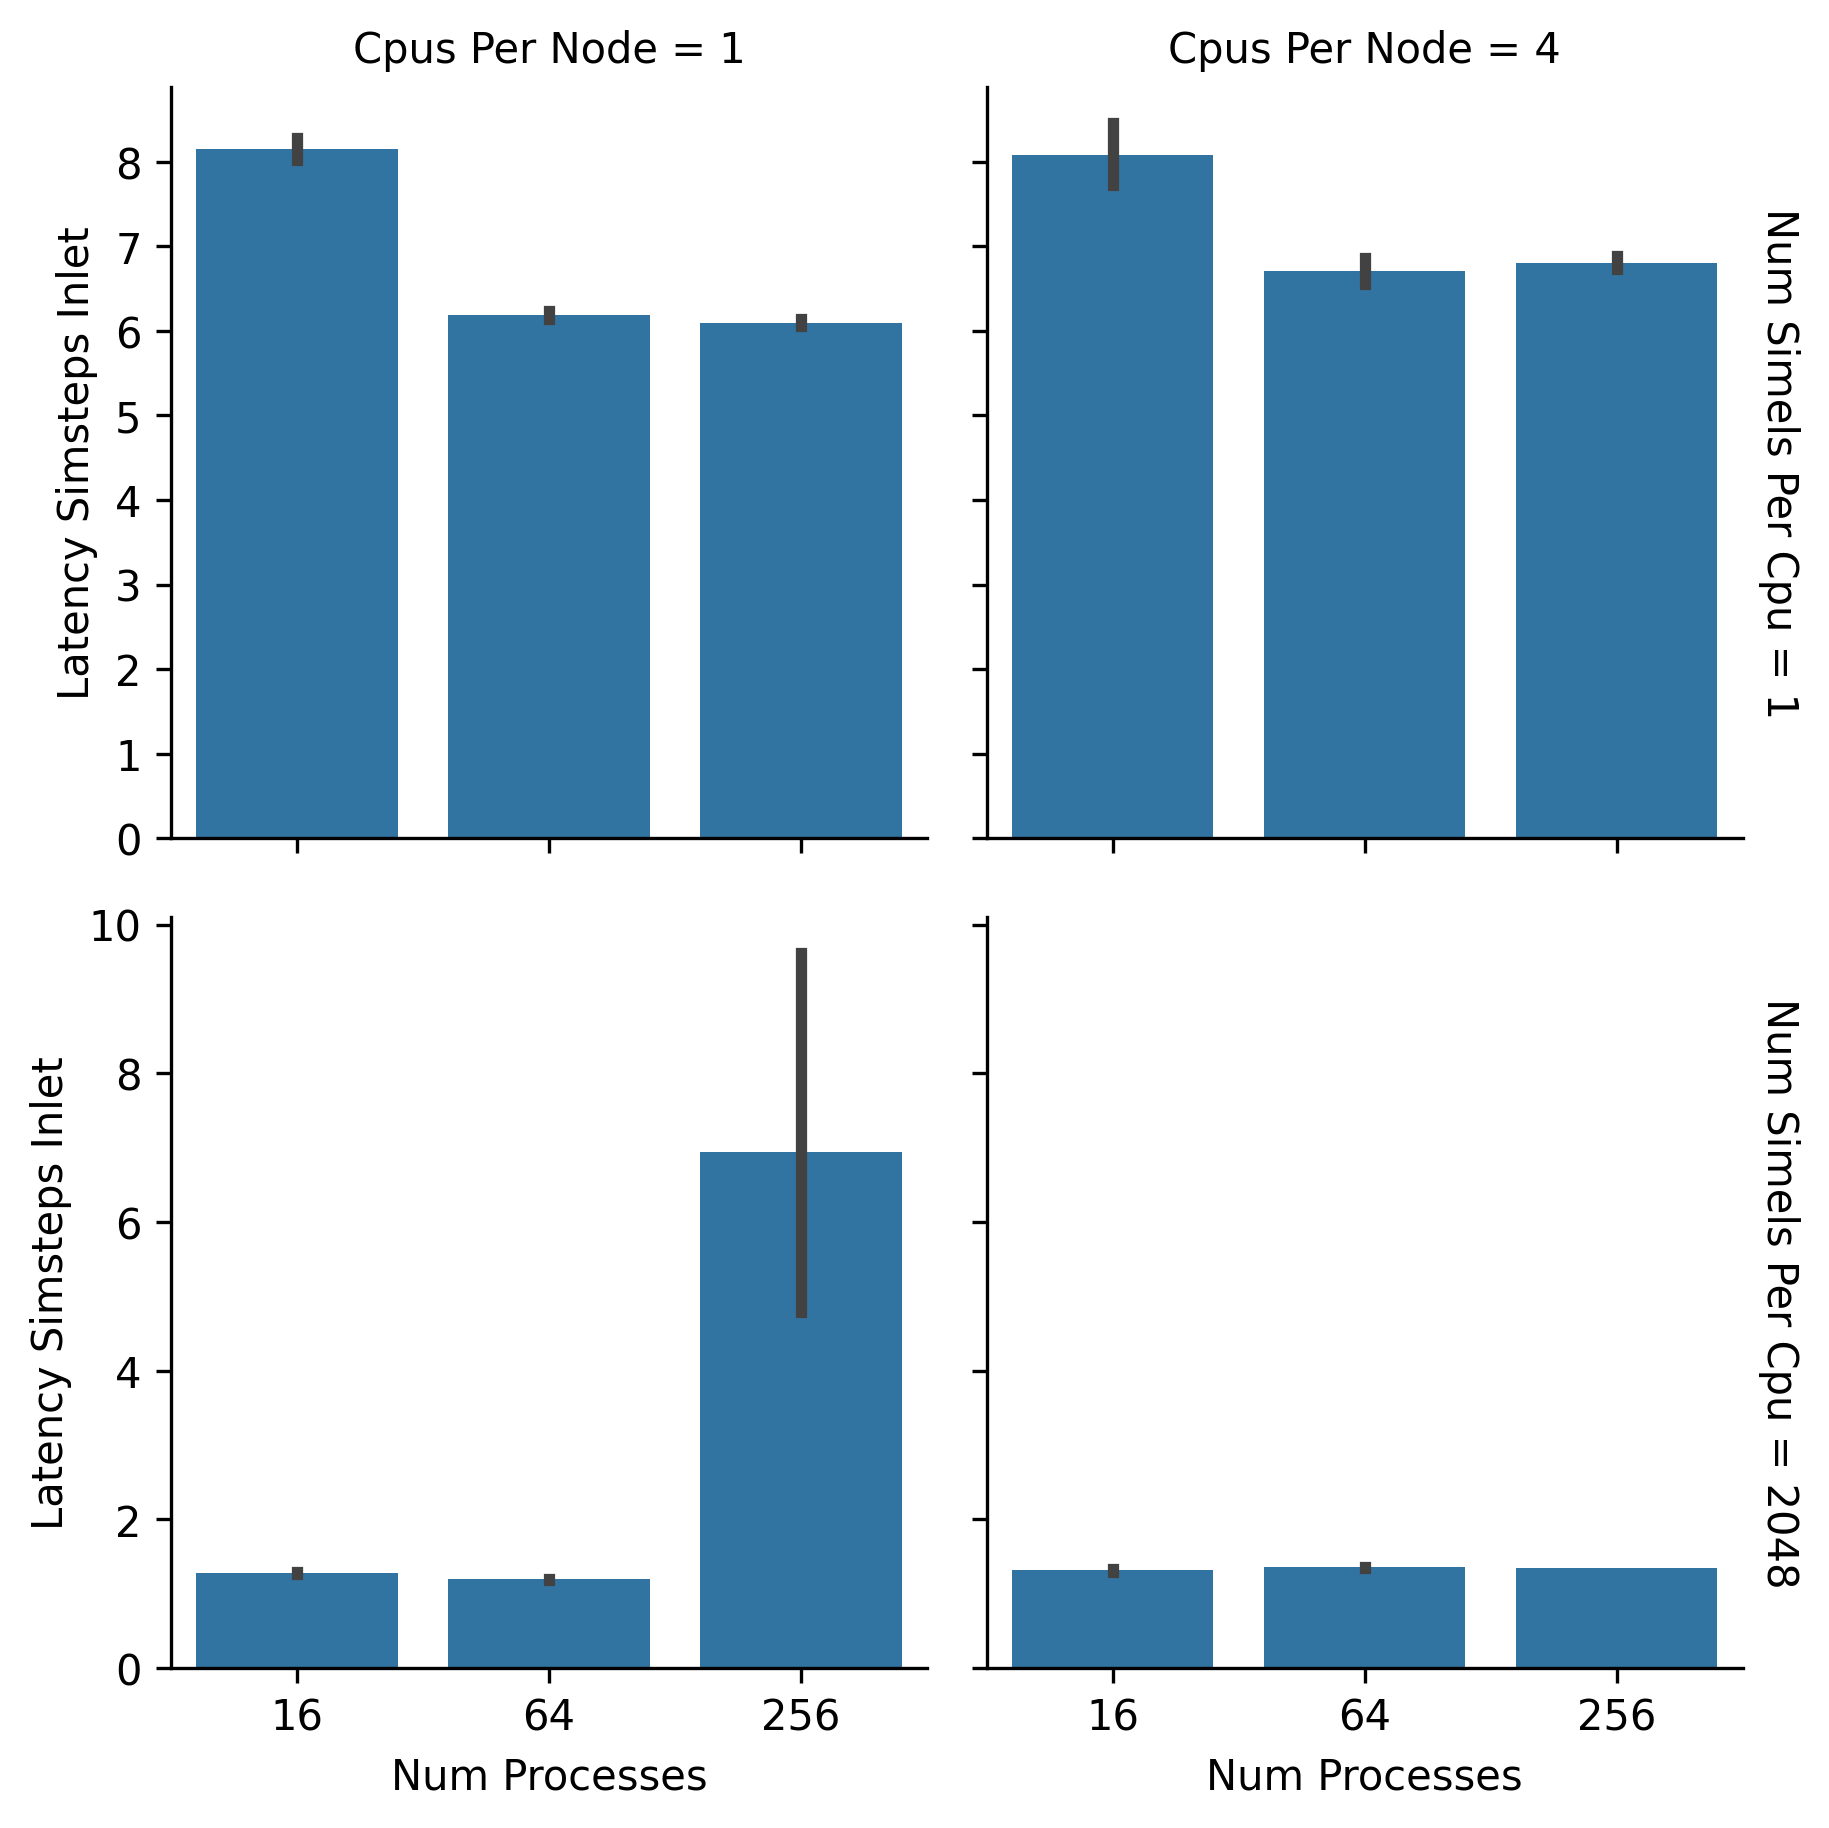 Cpus Per Node = 1
Cpus Per Node = 4
Latency Simsteps Inlet
8
7
6
5
4
3
2
1
0
Num Simels Per Cpu = 1
Latency Simsteps Inlet
10
8
6
4
2
0
Num Simels Per Cpu = 2048
16 64 256
16 64 256
Num Processes
Num Processes